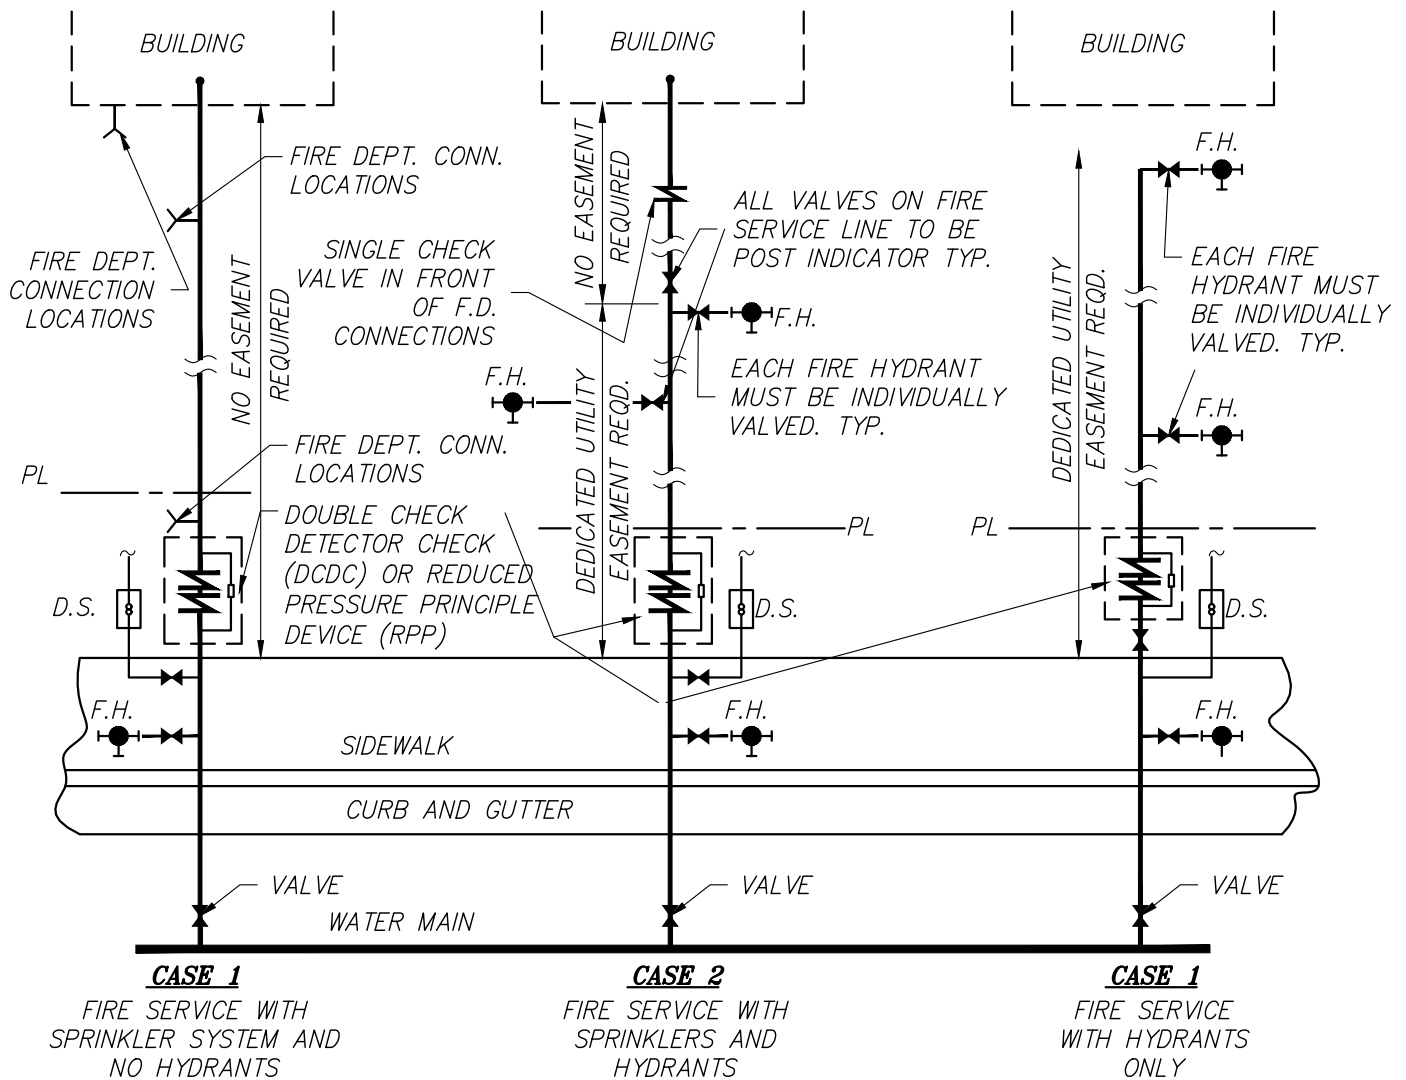 BUILDING
BUILDING
BUILDING
FIRE DEPT. CONN.
LOCATIONS
FIRE DEPT.
CONNECTION
LOCATIONS
NO EASEMENT
REQUIRED
FIRE DEPT. CONN.
LOCATIONS
PL
DOUBLE CHECK
DETECTOR CHECK
(DCDC) OR REDUCED
PRESSURE PRINCIPLE
DEVICE (RPP)
D.S.
F.H.
NO EASEMENT
REQUIRED
SINGLE CHECK
VALVE IN FRONT
OF F.D.
CONNECTIONS
ALL VALVES ON FIRE
SERVICE LINE TO BE
POST INDICATOR TYP.
F.H.
F.H.
EACH FIRE HYDRANT
MUST BE INDIVIDUALLY
VALVED. TYP.
DEDICATED UTILITY
EASEMENT REQD.
PL
D.S.
F.H.
F.H.
EACH FIRE
HYDRANT MUST
BE INDIVIDUALLY
VALVED. TYP.
F.H.
DEDICATED UTILITY
EASEMENT REQD.
PL
D.S.
F.H.
SIDEWALK
CURB AND GUTTER
VALVE
VALVE
VALVE
WATER MAIN
CASE 1
FIRE SERVICE WITH
SPRINKLER SYSTEM AND
NO HYDRANTS
CASE 2
FIRE SERVICE WITH
SPRINKLERS AND
HYDRANTS
CASE 1
FIRE SERVICE
WITH HYDRANTS
ONLY